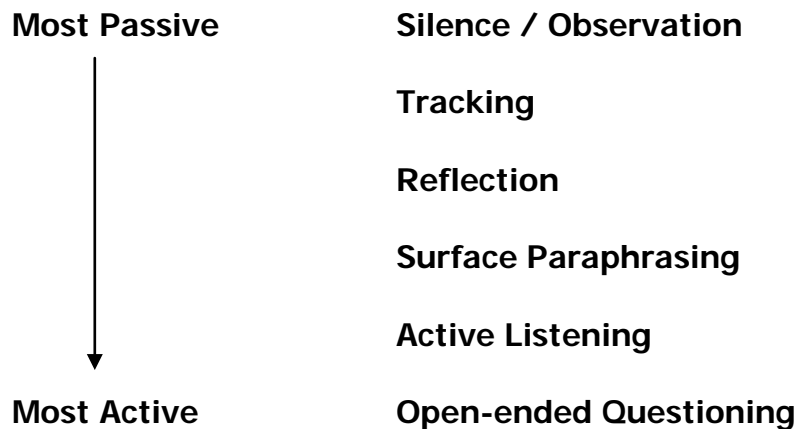 Most Passive Silence / Observation
Tracking
Reflection
Surface Paraphrasing
Active Listening
Most Active Open-ended Questioning